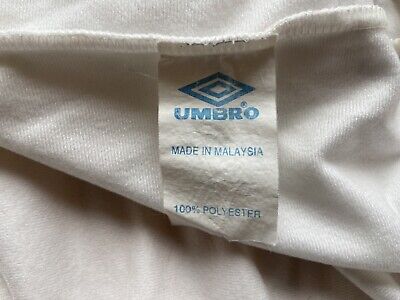 UMBRO
MADE IN MALAYSIA
100% POLYESTER